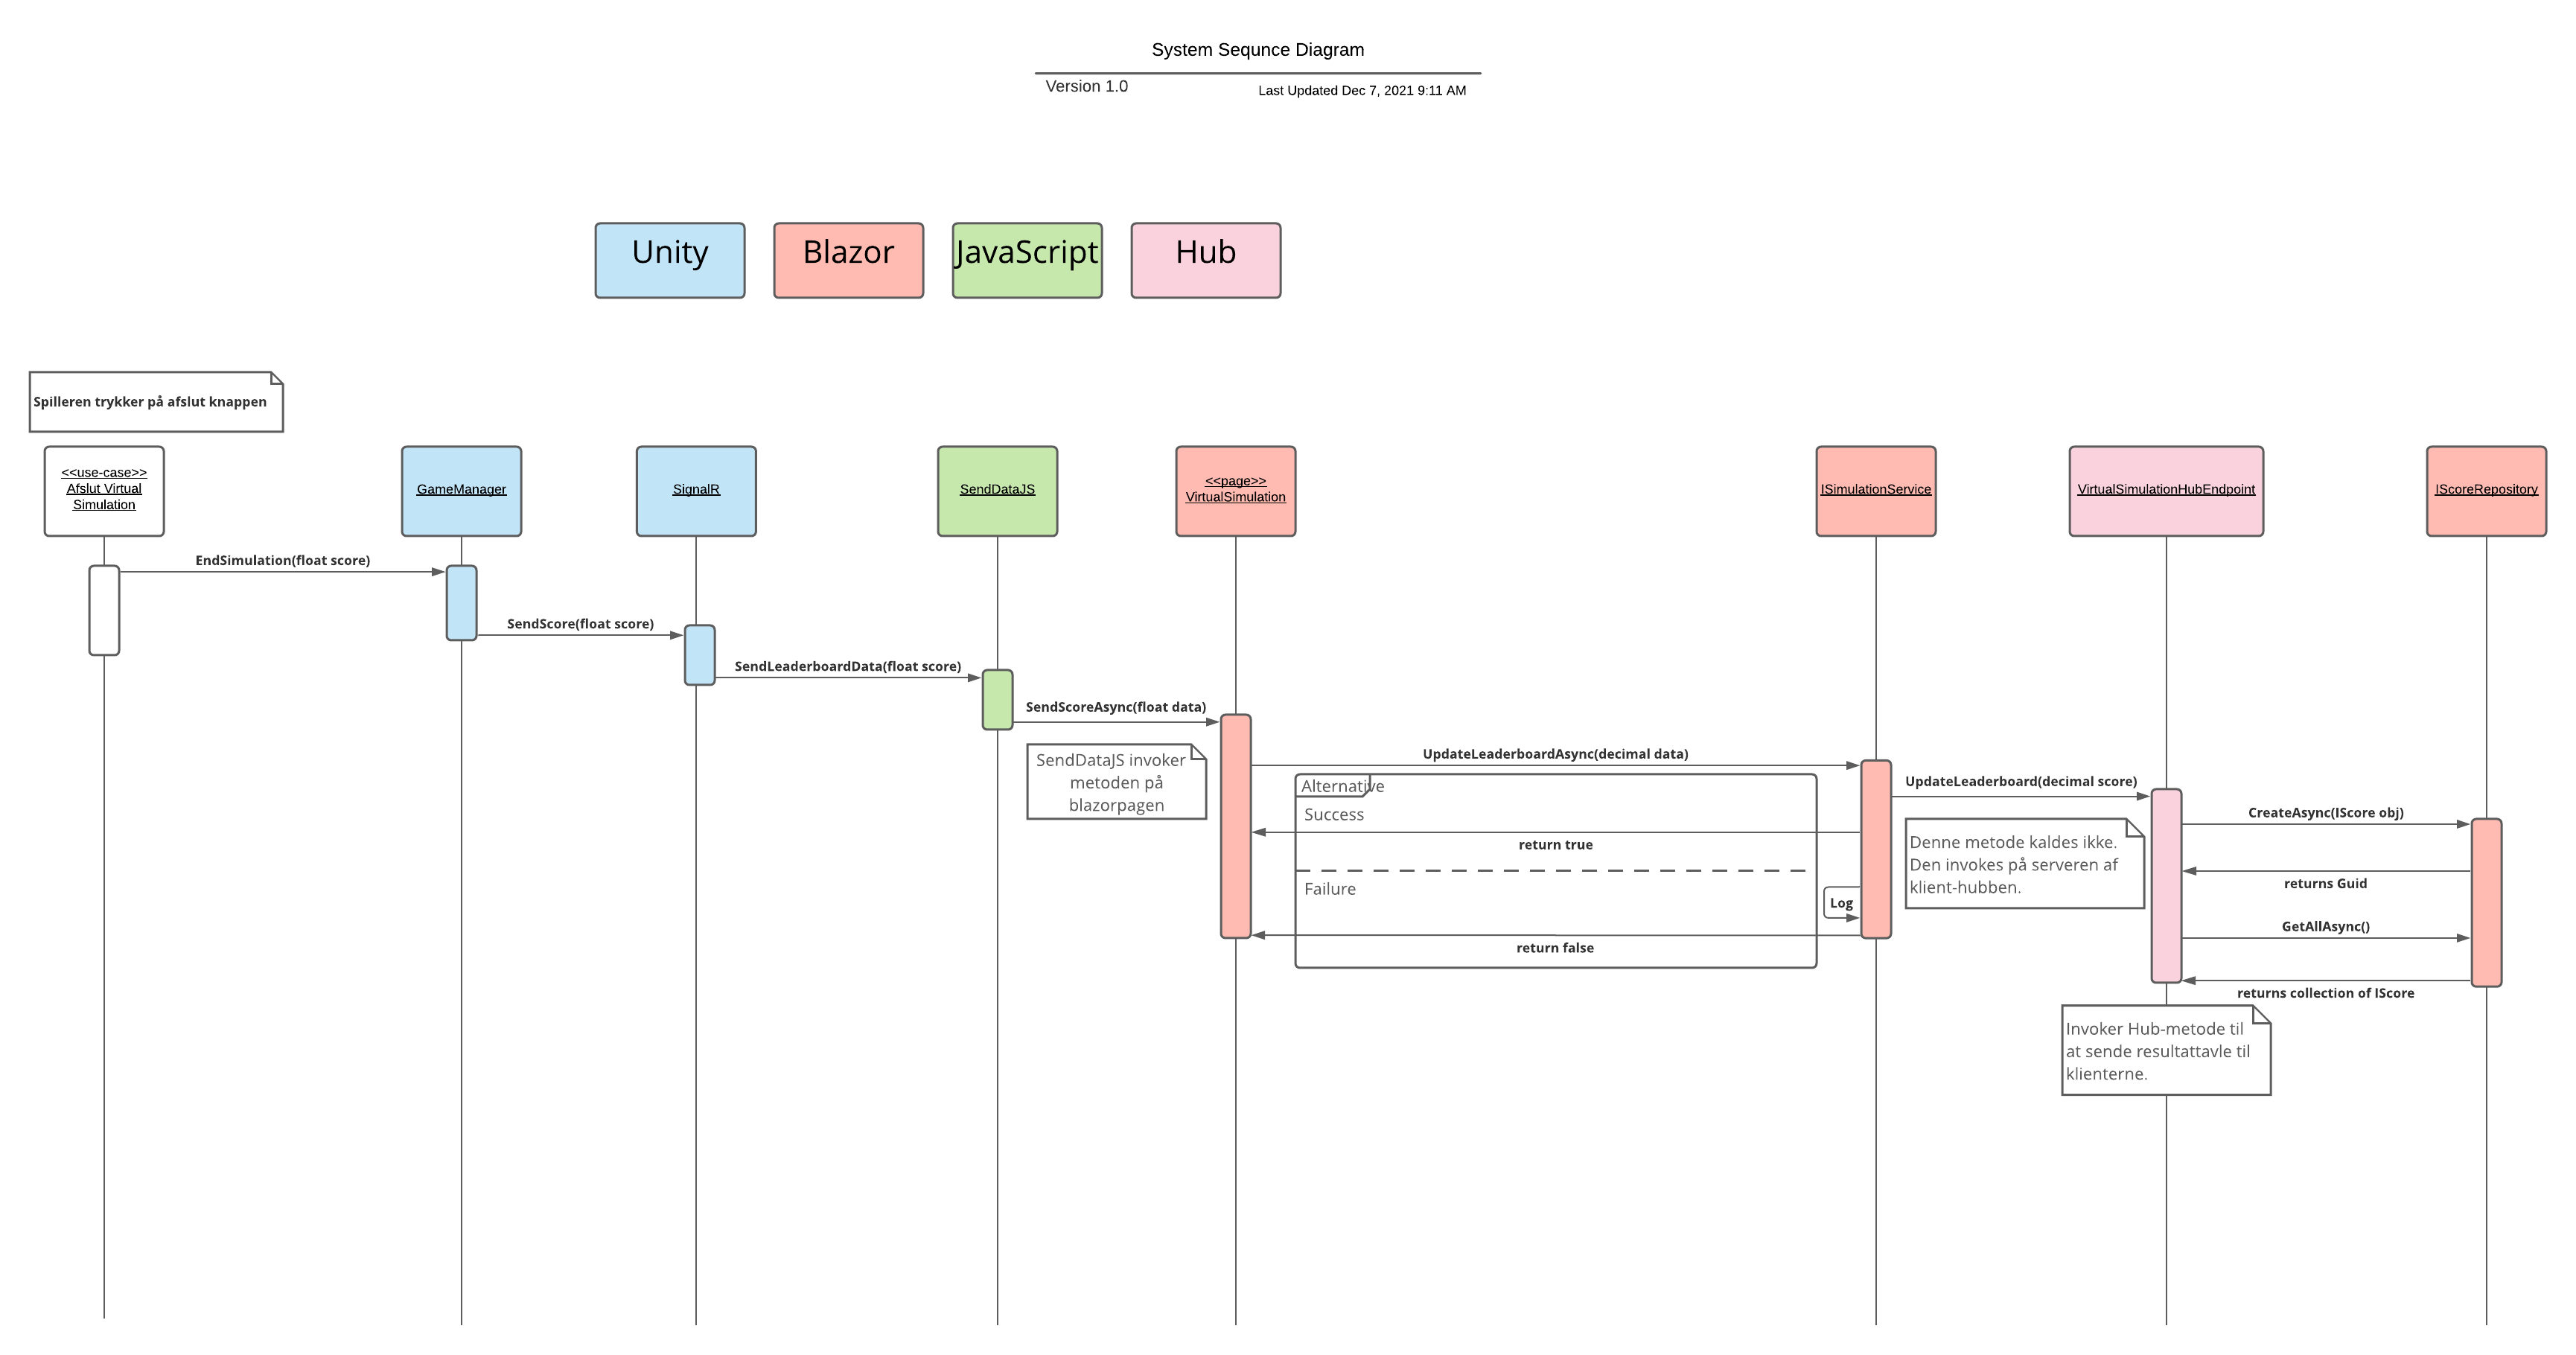 System Sequnce Diagram
Version 1.0
Last Updated Dec 7, 2021 9:11 AM
Unity
Blazor
JavaScript
Hub
Spilleren trykker på afslut knappen
<<use-case>>
Afslut Virtual
Simulation
GameManager
SignalR
SendDataJS
<<page>>
VirtualSimulation
ISimulationService
VirtualSimulationHubEndpoint
IScoreRepository
EndSimulation(float score)
SendScore(float score)
SendLeaderboardData(float score)
SendScoreAsync(float data)
SendDataJS invoker
metoden på
blazorpagen
UpdateLeaderboardAsync(decimal data)
Alternative
Success
return true
Failure
Log
return false
UpdateLeaderboard(decimal score)
Denne metode kaldes ikke.
Den invokes på serveren af
klient-hubben.
CreateAsync(IScore obj)
returns Guid
GetAllAsync()
returns collection of IScore
Invoker Hub-metode til
at sende resultattavle til
klienterne.